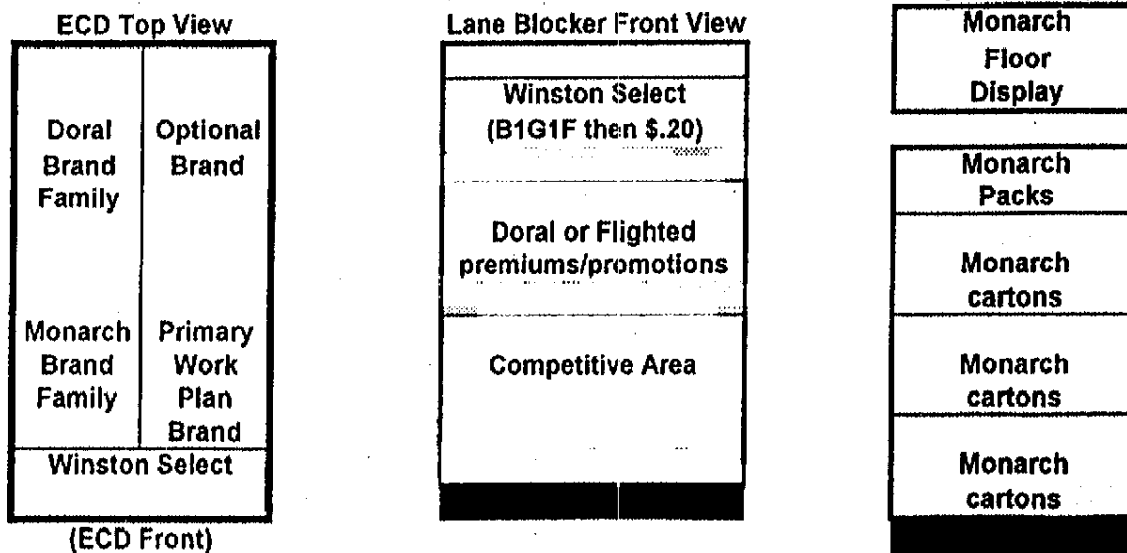 ECD Top View
Doral
Brand
Family
Optional
Brand
Monarch
Brand
Family
Primary
Work
Plan
Brand
Winston Select
(ECD Front)
Lane Blocker Front View
Winston Select
(B1G1F then $.20)
Doral or Flighted
premiums/promotions
Competitive Area
Monarch
Floor
Display
Monarch
Packs
Monarch
cartons
Monarch
cartons
Monarch
cartons